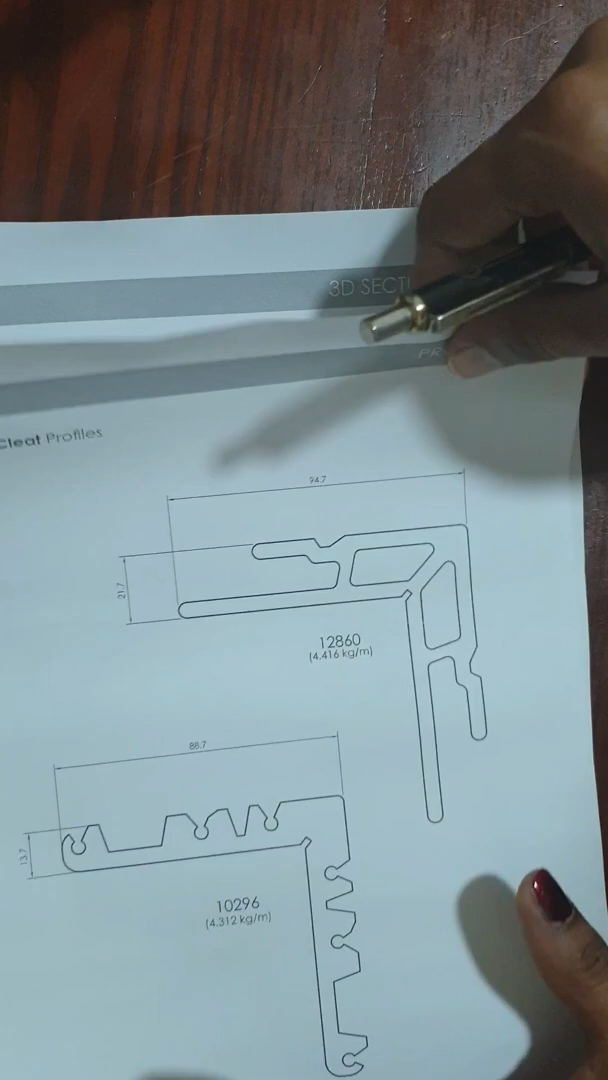 3D SECTI
PR
Cleat Profiles
94.7
21.7
12860
(4.416 kg/m)
88.7
13.7
10296
(4.312 kg/m)